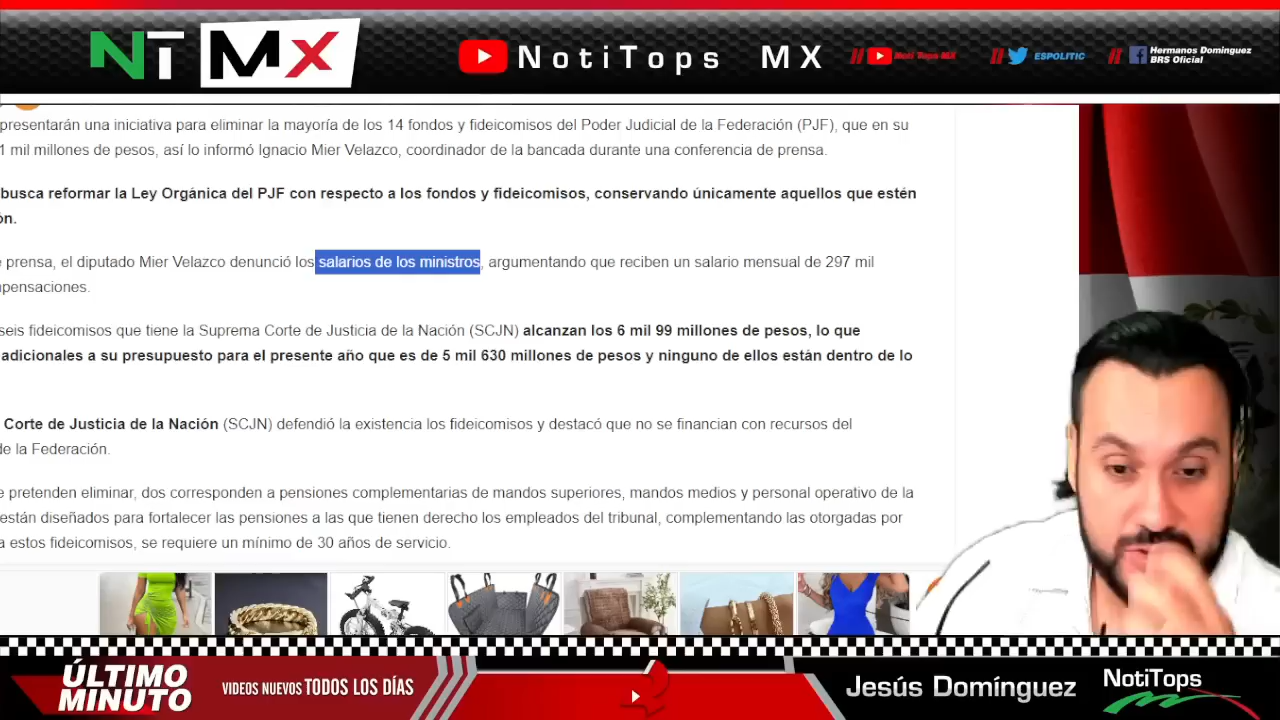 NT MX
NotiTops MX
Noti Tops MX
ESPOLITIC
Hermanos Domínguez
BRS Oficial
presentarán una iniciativa para eliminar la mayoría de los 14 fondos y fideicomisos del Poder Judicial de la Federación (PJF), que en su
1 mil millones de pesos, así lo informó Ignacio Mier Velazco, coordinador de la bancada durante una conferencia de prensa.
busca reformar la Ley Orgánica del PJF con respecto a los fondos y fideicomisos, conservando únicamente aquellos que estén
ón.
e prensa, el diputado Mier Velazco denunció los salarios de los ministros, argumentando que reciben un salario mensual de 297 mil
mpensaciones.
seis fideicomisos que tiene la Suprema Corte de Justicia de la Nación (SCJN) alcanzan los 6 mil 99 millones de pesos, lo que
adicionales a su presupuesto para el presente año que es de 5 mil 630 millones de pesos y ninguno de ellos están dentro de lo
Corte de Justicia de la Nación (SCJN) defendió la existencia los fideicomisos y destacó que no se financian con recursos del
de la Federación.
e pretenden eliminar, dos corresponden a pensiones complementarias de mandos superiores, mandos medios y personal operativo de la
están diseñados para fortalecer las pensiones a las que tienen derecho los empleados del tribunal, complementando las otorgadas por
a estos fideicomisos, se requiere un mínimo de 30 años de servicio.
ÚLTIMO
MINUTO
VIDEOS NUEVOS TODOS LOS DÍAS
Jesús Domínguez
NotiTops